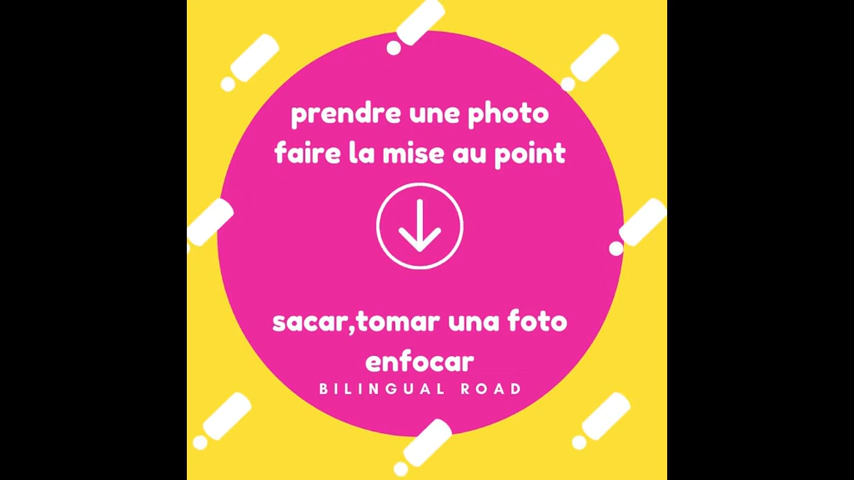 prendre une photo
faire la mise au point
sacar,tomar una foto
enfocar
BILINGUAL ROAD